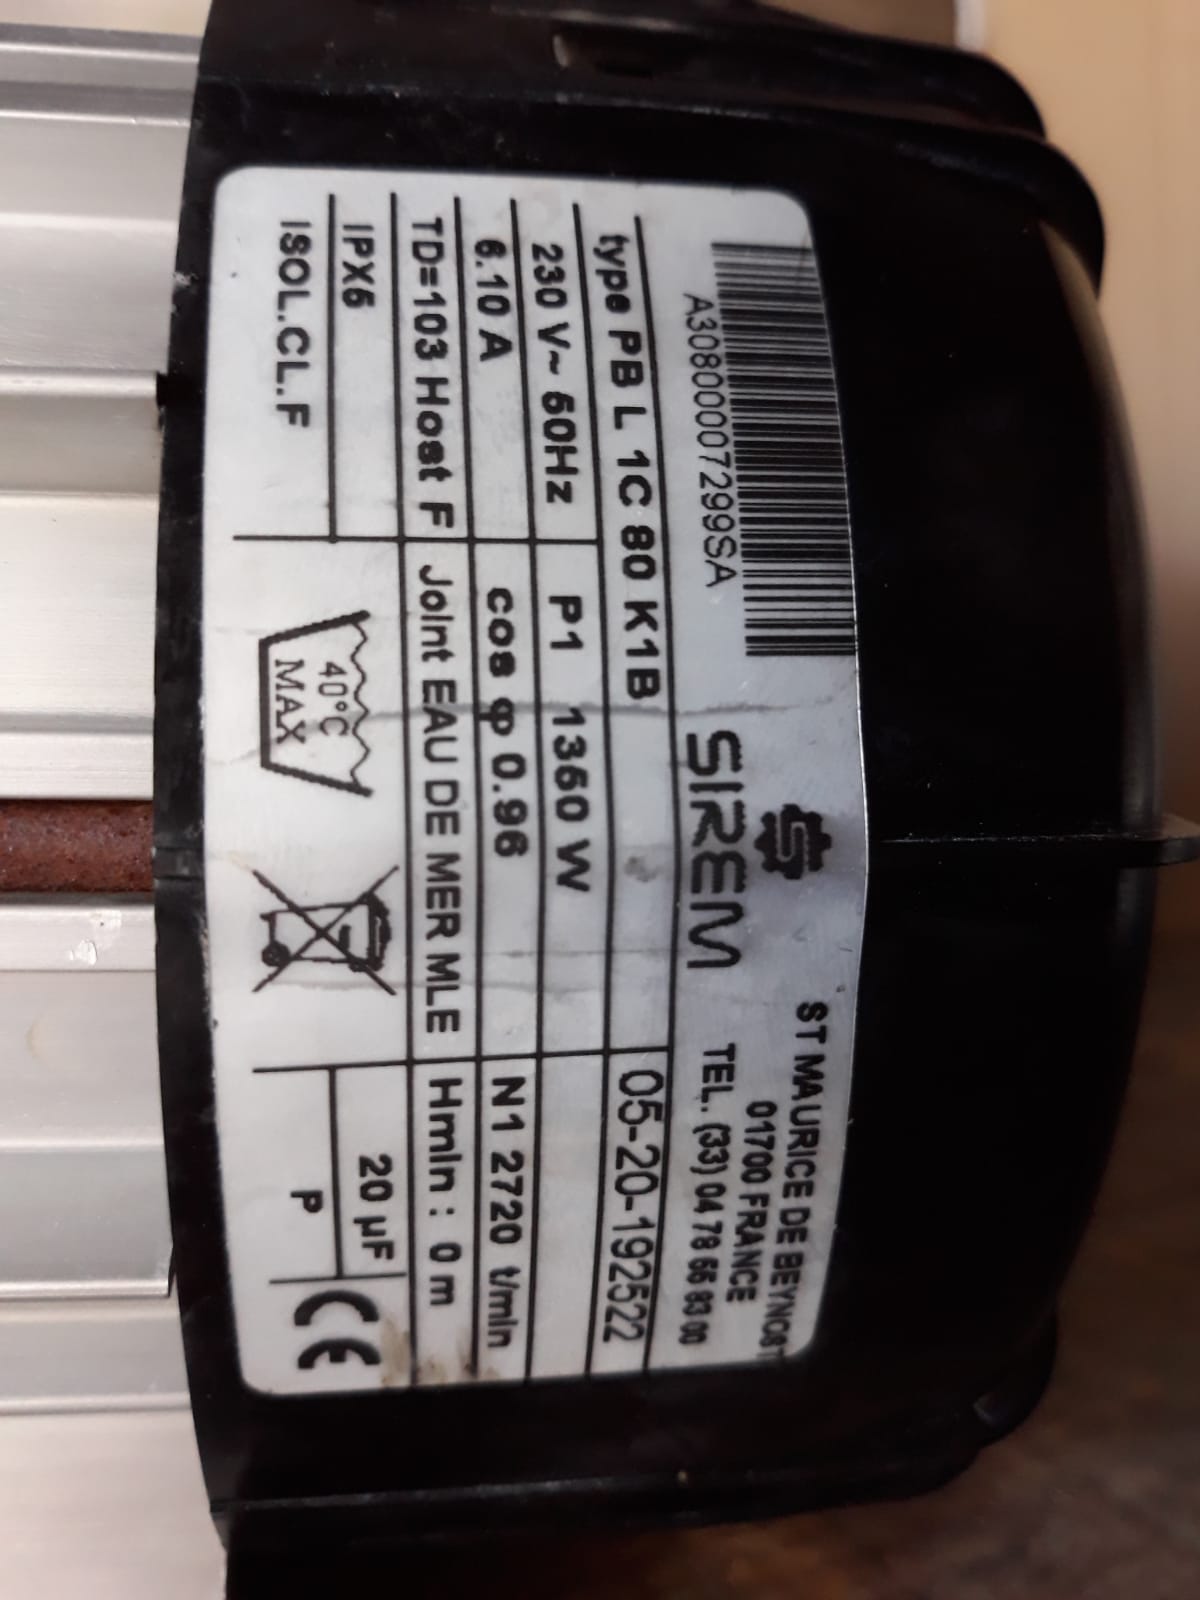 A3080007299SA
SIREM
ST MAURICE DE BEYNOST
01700 FRANCE
TEL. (33) 04 78 55 83 00
type PB L 1C 80 K1B
05-20-192522
230 V~ 50Hz
P1 1350 W
6.10 A
cos φ 0.96
N1 2720 t/min
TD=103 Host F
Joint EAU DE MER MLE
Hmin : 0 m
IPX5
40°C
MAX
20 µF
ISOL.CL.F
P
CE